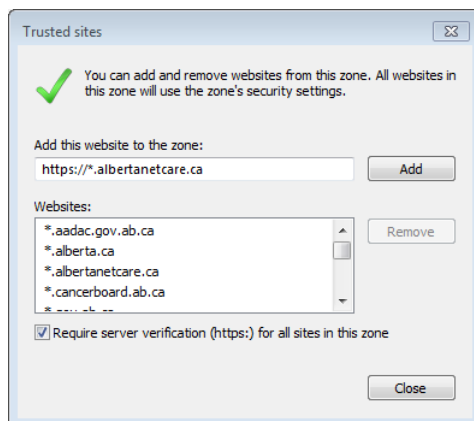 Trusted sites
You can add and remove websites from this zone. All websites in
this zone will use the zone's security settings.
Add this website to the zone:
https://*.albertanetcare.ca
Add
Websites:
*.aadac.gov.ab.ca
Remove
*.alberta.ca
*.albertanetcare.ca
*.cancerboard.ab.ca
Require server verification (https:) for all sites in this zone
Close